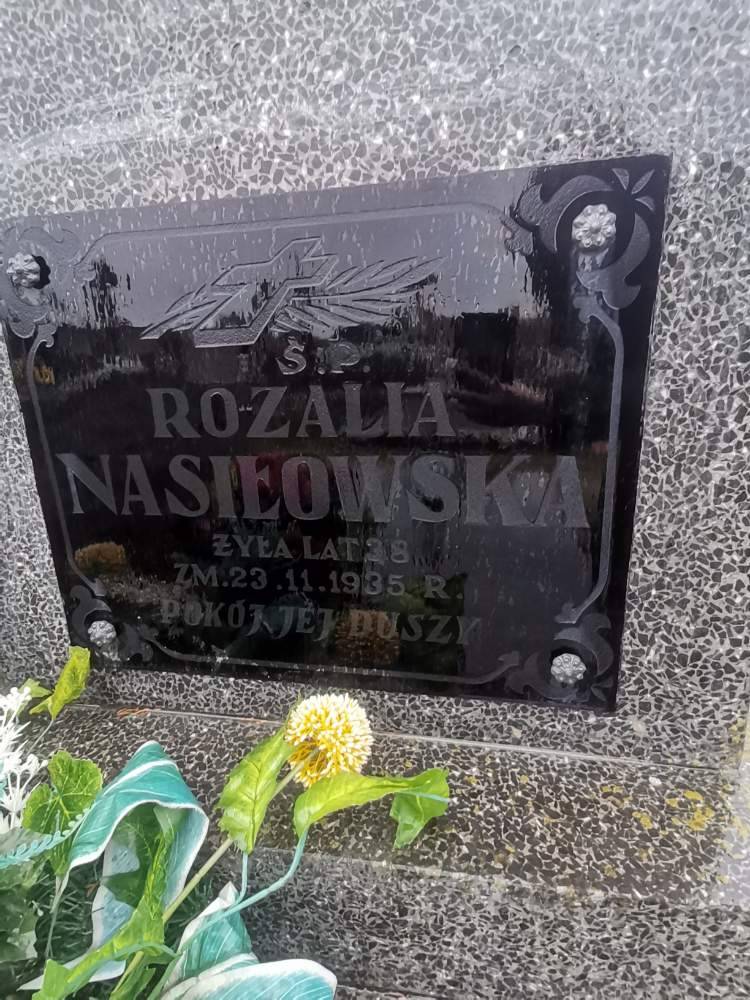 Ś.P.
ROZALIA
NASIŁOWSKA
ŻYŁA LAT 38
ZM. 23.11.1935 R.
POKÓJ JEJ DUSZY